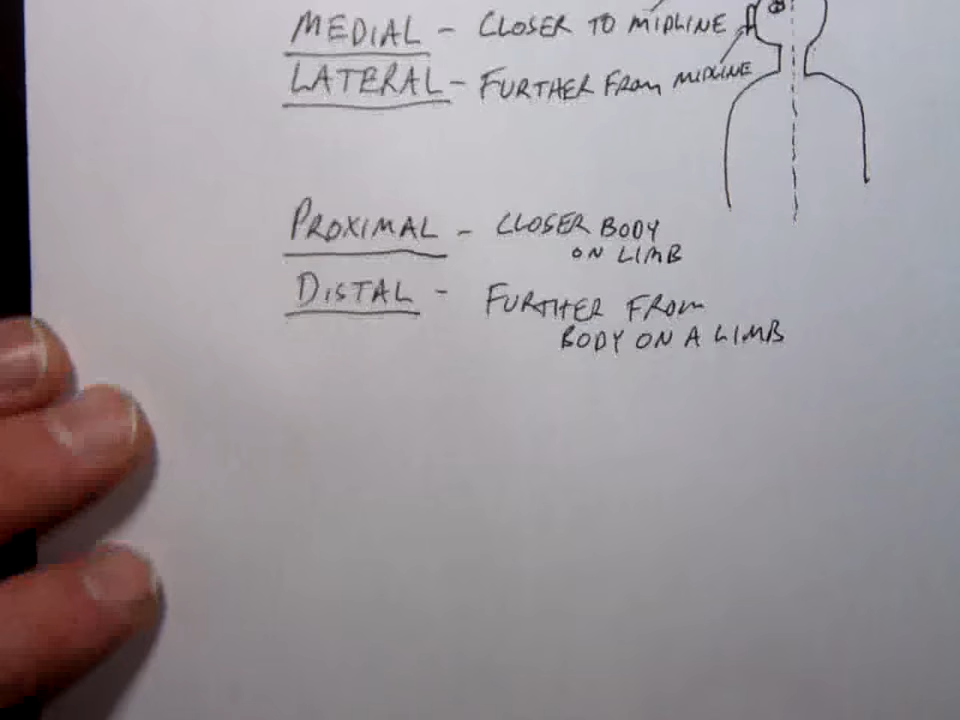 MEDIAL - CLOSER TO MIDLINE
LATERAL - FURTHER FROM MIDLINE
PROXIMAL - CLOSER BODY
ON LIMB
DISTAL - FURTHER FROM
BODY ON A LIMB